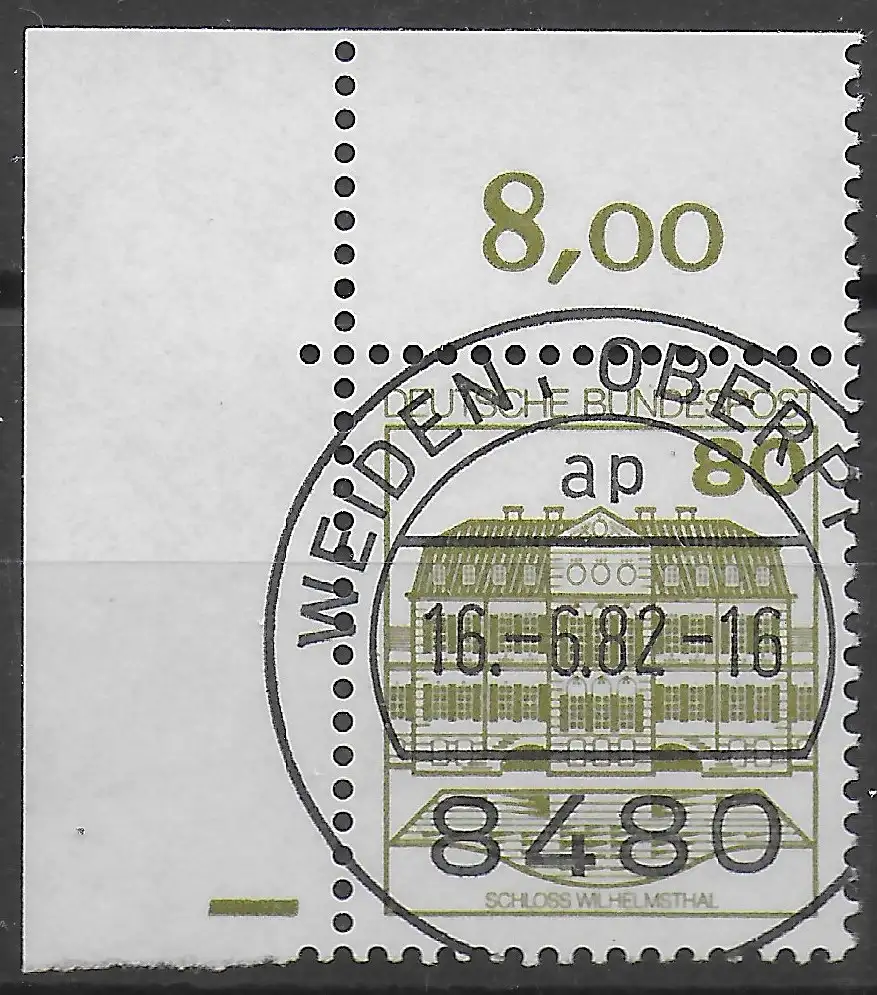 8,00
DEUTSCHE BUNDESPOST
80
WEIDEN, OBERPF
ap
16.-6.82-16
8480
SCHLOSS WILHELMSTHAL